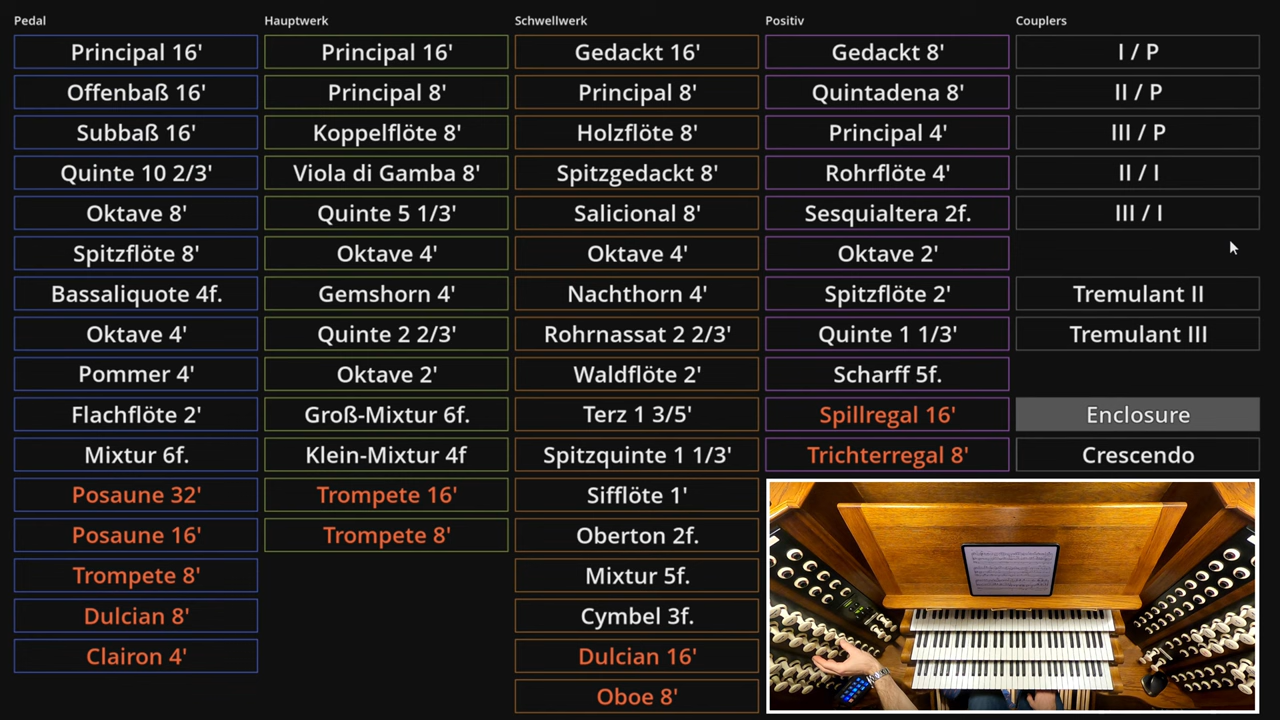 Pedal
Principal 16'
Offenbaß 16'
Subbaß 16'
Quinte 10 2/3'
Oktave 8'
Spitzflöte 8'
Bassaliquote 4f.
Oktave 4'
Pommer 4'
Flachflöte 2'
Mixtur 6f.
Posaune 32'
Posaune 16'
Trompete 8'
Dulcian 8'
Clairon 4'
Hauptwerk
Principal 16'
Principal 8'
Koppelflöte 8'
Viola di Gamba 8'
Quinte 5 1/3'
Oktave 4'
Gemshorn 4'
Quinte 2 2/3'
Oktave 2'
Groß-Mixtur 6f.
Klein-Mixtur 4f
Trompete 16'
Trompete 8'
Schwellwerk
Gedackt 16'
Principal 8'
Holzflöte 8'
Spitzgedackt 8'
Salicional 8'
Oktave 4'
Nachthorn 4'
Rohrnassat 2 2/3'
Waldflöte 2'
Terz 1 3/5'
Spitzquinte 1 1/3'
Sifflöte 1'
Oberton 2f.
Mixtur 5f.
Cymbel 3f.
Dulcian 16'
Oboe 8'
Positiv
Gedackt 8'
Quintadena 8'
Principal 4'
Rohrflöte 4'
Sesquialtera 2f.
Oktave 2'
Spitzflöte 2'
Quinte 1 1/3'
Scharff 5f.
Spillregal 16'
Trichterregal 8'
Couplers
I / P
II / P
III / P
II / I
III / I
Tremulant II
Tremulant III
Enclosure
Crescendo